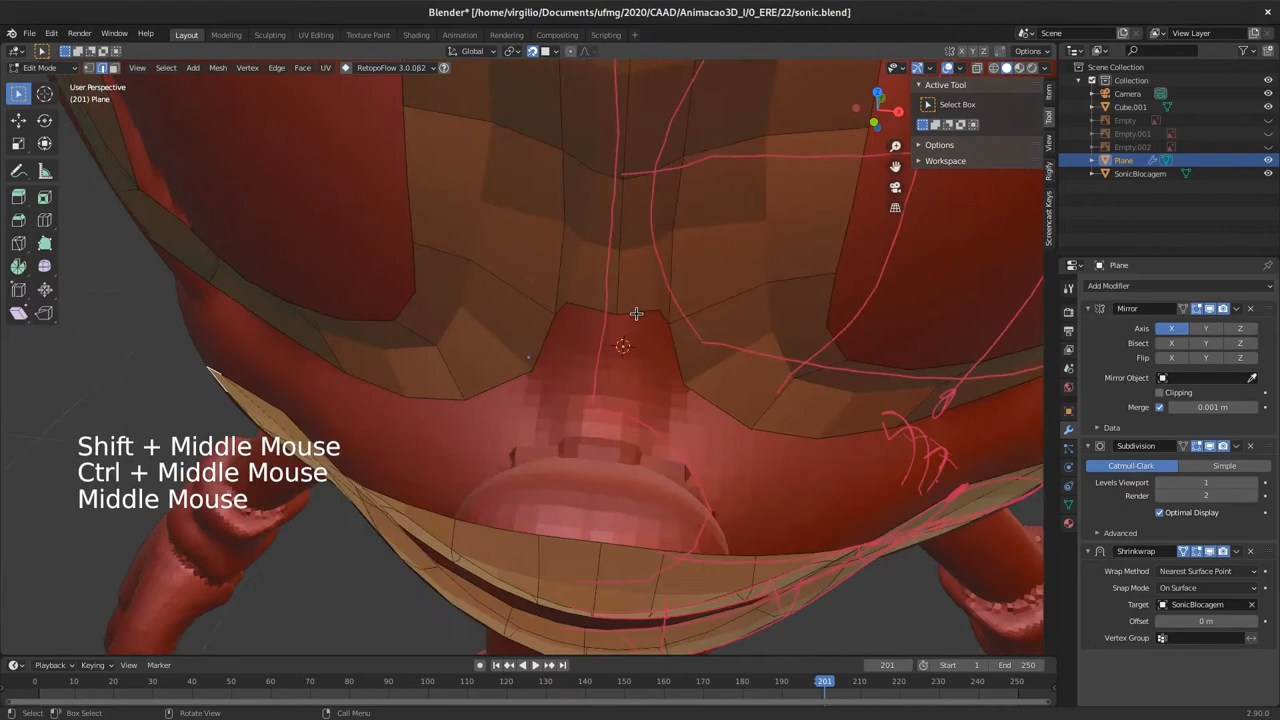 Blender* [/home/virgilio/Documents/ufmg/2020/CAAD/Animacao3D_I/0_ERE/22/sonic.blend]
File Edit Render Window Help Layout Modeling Sculpting UV Editing Texture Paint Shading Animation Rendering Compositing Scripting + Scene View Layer
Global X Y Z Options
Edit Mode View Select Add Mesh Vertex Edge Face UV RetopoFlow 3.0.0β2
User Perspective
(201) Plane
Active Tool
Select Box
Options
Workspace
Item
Tool
View
Rigify
Screencast Keys
Z
X
Scene Collection
Collection
Camera
Cube.001
Empty
Empty.001
Empty.002
Plane
SonicBlocagem
Plane
Add Modifier
Mirror
Axis X Y Z
Bisect X Y Z
Flip X Y Z
Mirror Object
Clipping
Merge 0.001 m
Data
Subdivision
Catmull-Clark Simple
Levels Viewport 1
Render 2
Optimal Display
Advanced
Shrinkwrap
Wrap Method Nearest Surface Point
Snap Mode On Surface
Target SonicBlocagem
Offset 0 m
Vertex Group
Shift + Middle Mouse
Ctrl + Middle Mouse
Middle Mouse
Playback Keying View Marker 201 Start 1 End 250
0 10 20 30 40 50 60 70 80 90 100 110 120 130 140 150 160 170 180 190 201 210 220 230 240 250
Select Box Select Rotate View Call Menu 2.90.0